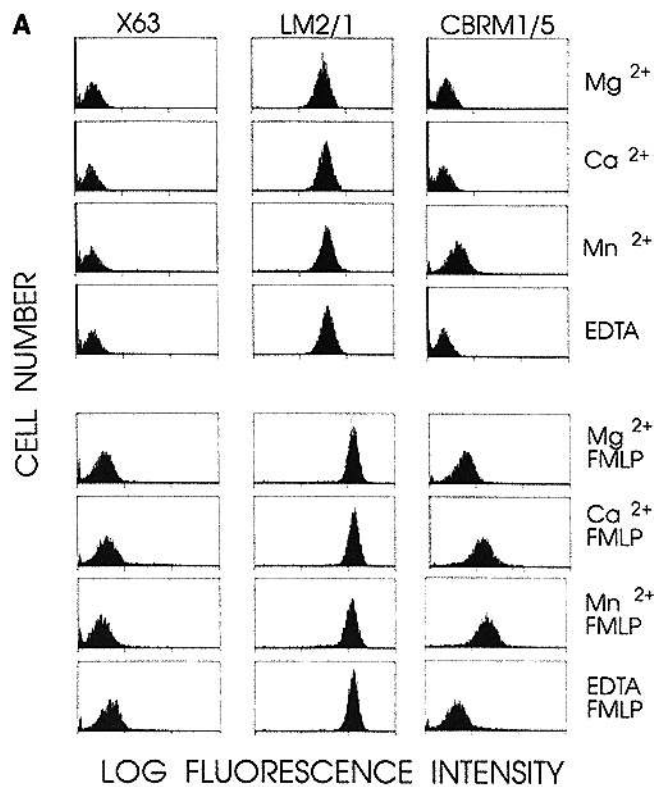 A
X63 LM2/1 CBRM1/5
Mg 2+
Ca 2+
Mn 2+
EDTA
CELL NUMBER
Mg 2+
FMLP
Ca 2+
FMLP
Mn 2+
FMLP
EDTA
FMLP
LOG FLUORESCENCE INTENSITY